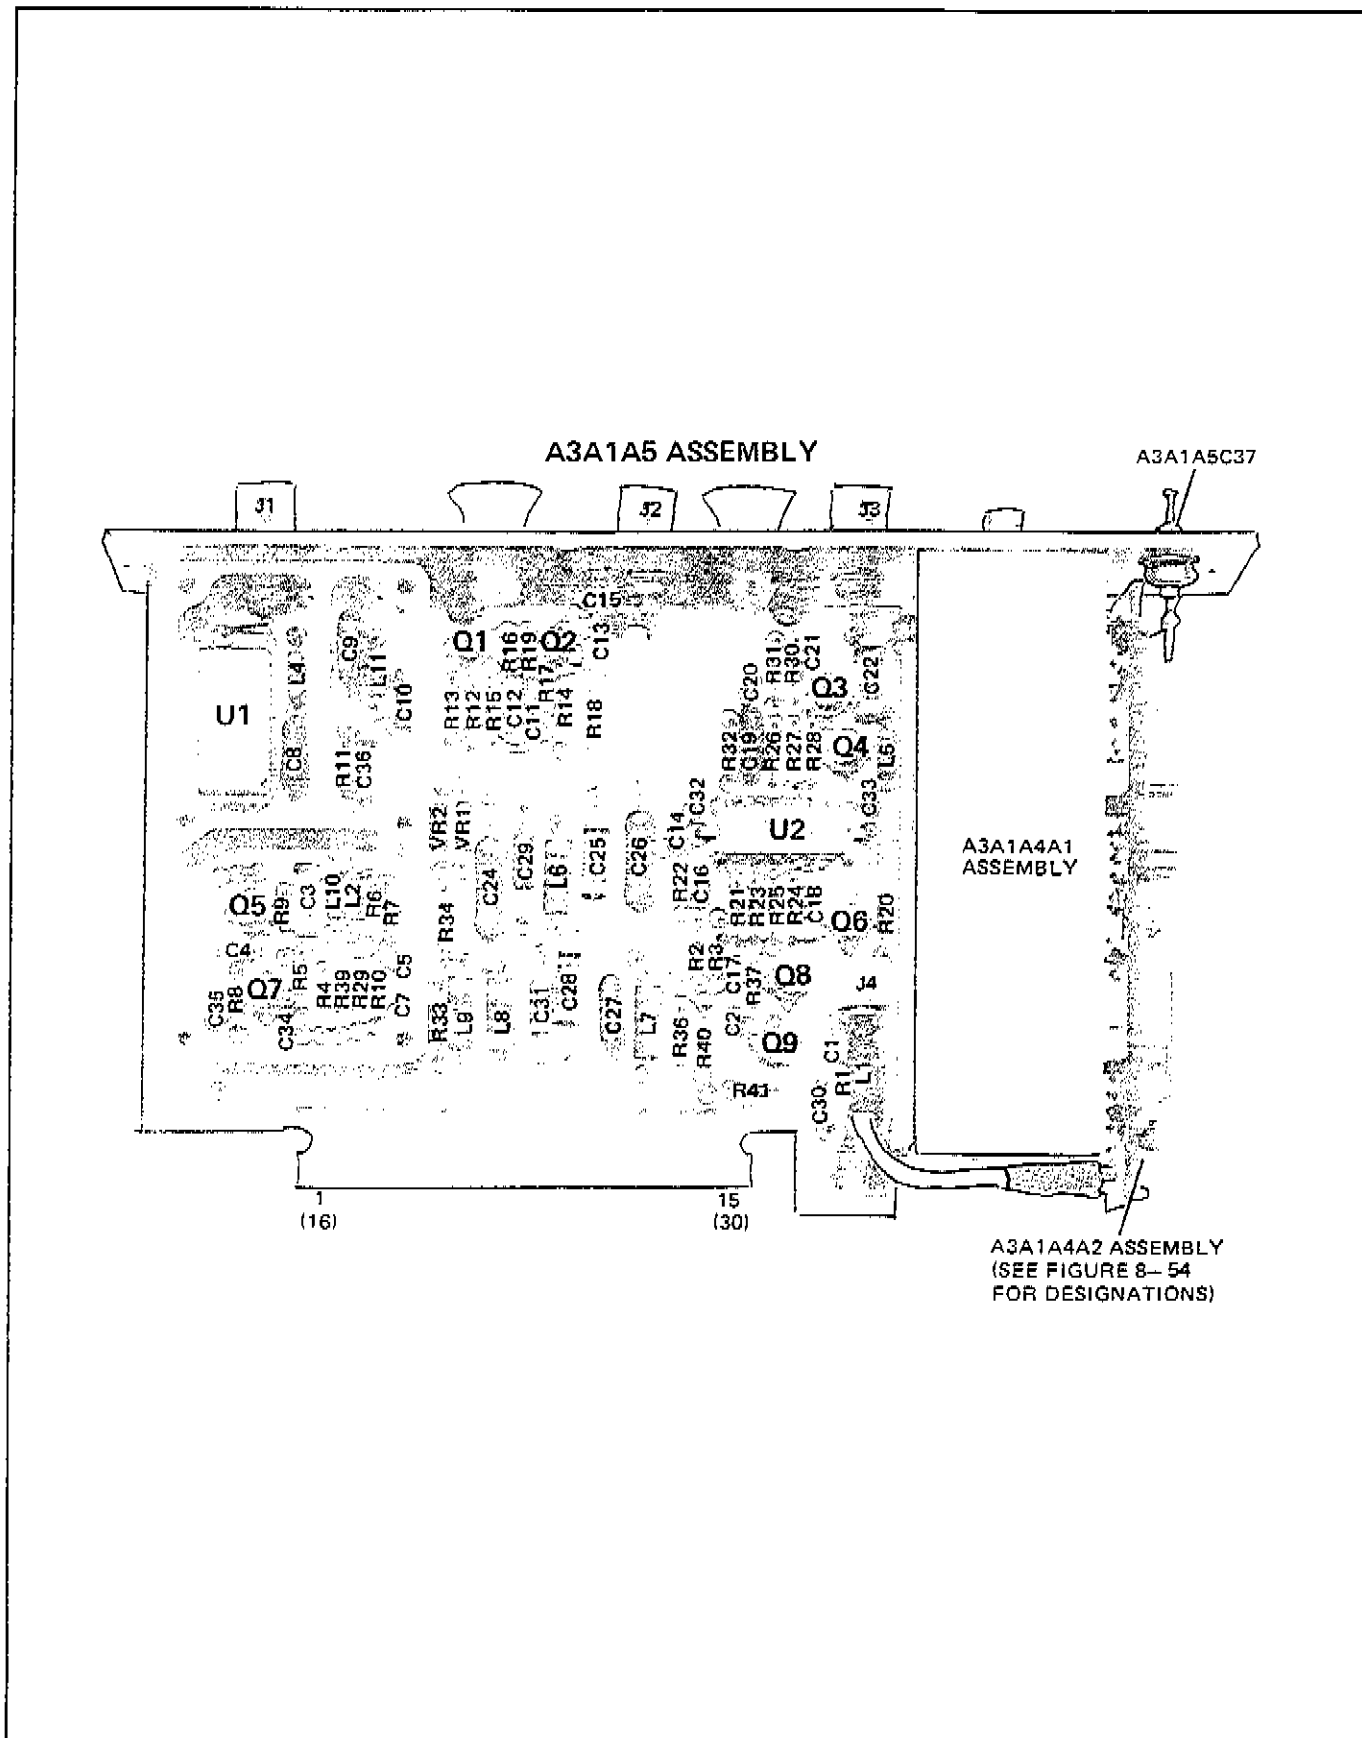 A3A1A5 ASSEMBLY
A3A1A5C37
J1
J2
J3
C15
Q1
R16
R19
Q2
C13
C9
L4
L11
C10
U1
C8
R11
C36
R13
R12
R15
C12
C11
R17
R14
R18
R31
R30
C21
C20
Q3
C22
R32
C19
R26
R27
R28
Q4
L5
VR2
VR1
C24
C29
L6
C25
C26
C14
C32
U2
C33
A3A1A4A1
ASSEMBLY
Q5
R9
C3
L10
L2
R6
R7
R34
R22
C16
R21
R23
R25
R24
C18
Q6
R20
C4
C35
R8
Q7
C34
R5
R4
R39
R29
R10
C5
C7
R33
L9
L8
C31
C28
C27
L7
R2
R3
C17
R37
Q8
J4
R36
R40
C2
Q9
C1
R1
L1
C30
R41
1
(16)
15
(30)
A3A1A4A2 ASSEMBLY
(SEE FIGURE 8–54
FOR DESIGNATIONS)